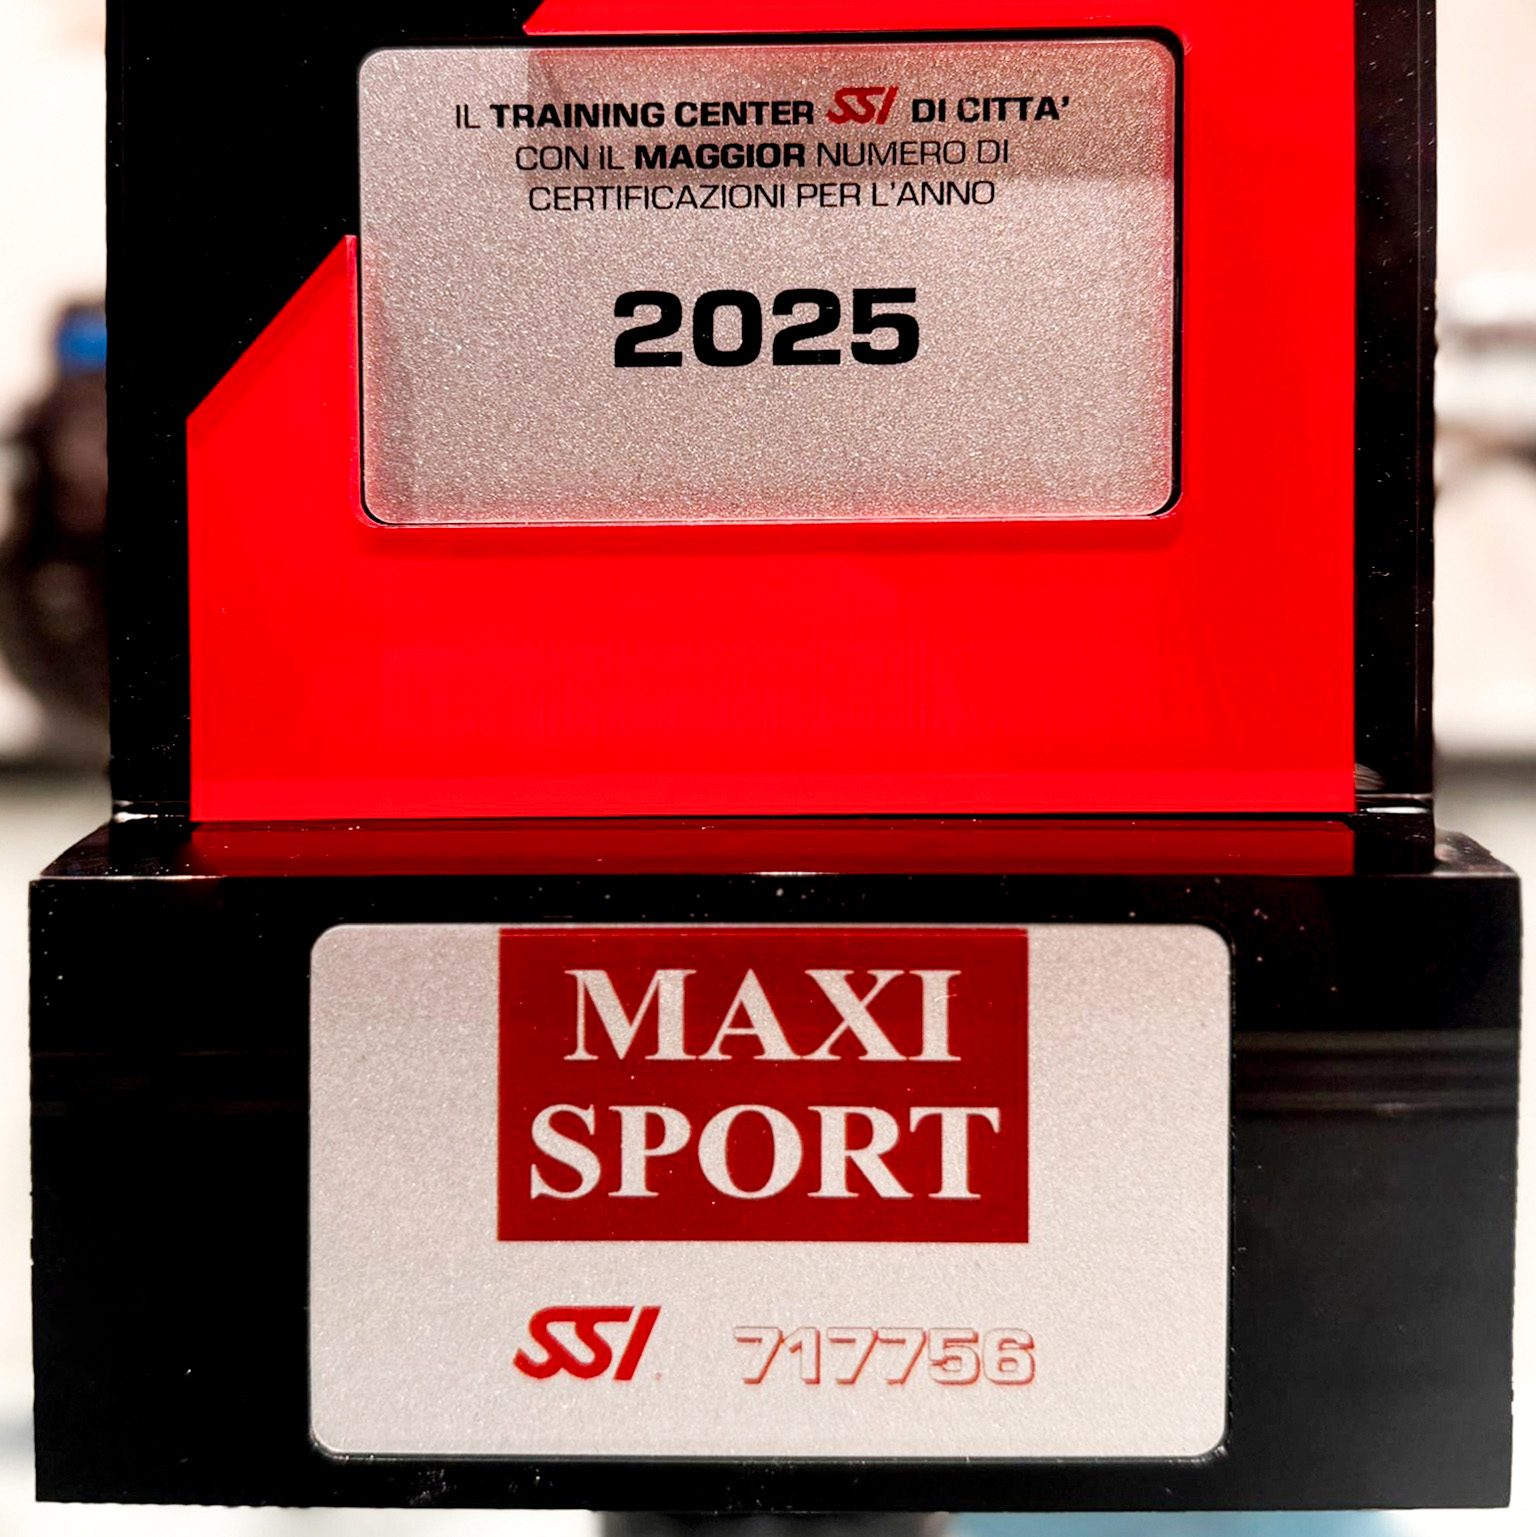 IL TRAINING CENTER SSI DI CITTA'
CON IL MAGGIOR NUMERO DI
CERTIFICAZIONI PER L'ANNO
2025
MAXI
SPORT
SSI 717756